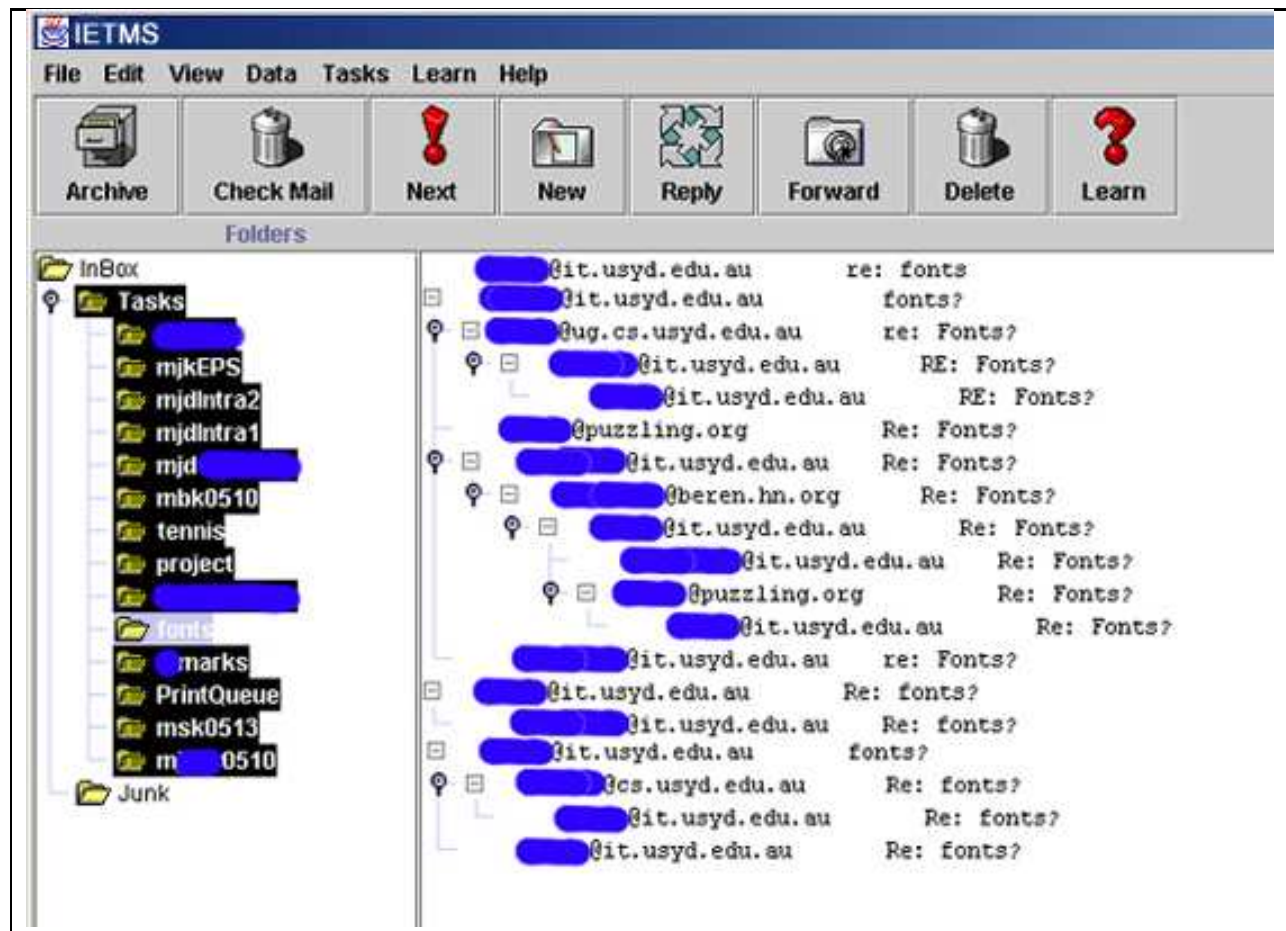 IETMS
File Edit View Data Tasks Learn Help
Archive Check Mail Next New Reply Forward Delete Learn
Folders
InBox
Tasks
mjkEPS
mjdIntra2
mjdIntra1
mjd
mbk0510
tennis
project
fonts
marks
PrintQueue
msk0513
m 0510
Junk
@it.usyd.edu.au re: fonts
@it.usyd.edu.au fonts?
@ug.cs.usyd.edu.au re: Fonts?
@it.usyd.edu.au RE: Fonts?
@it.usyd.edu.au RE: Fonts?
@puzzling.org Re: Fonts?
@it.usyd.edu.au Re: Fonts?
@beren.hn.org Re: Fonts?
@it.usyd.edu.au Re: Fonts?
@it.usyd.edu.au Re: Fonts?
@puzzling.org Re: Fonts?
@it.usyd.edu.au Re: Fonts?
@it.usyd.edu.au re: Fonts?
@it.usyd.edu.au Re: fonts?
@it.usyd.edu.au Re: fonts?
@it.usyd.edu.au fonts?
@cs.usyd.edu.au Re: fonts?
@it.usyd.edu.au Re: fonts?
@it.usyd.edu.au Re: fonts?